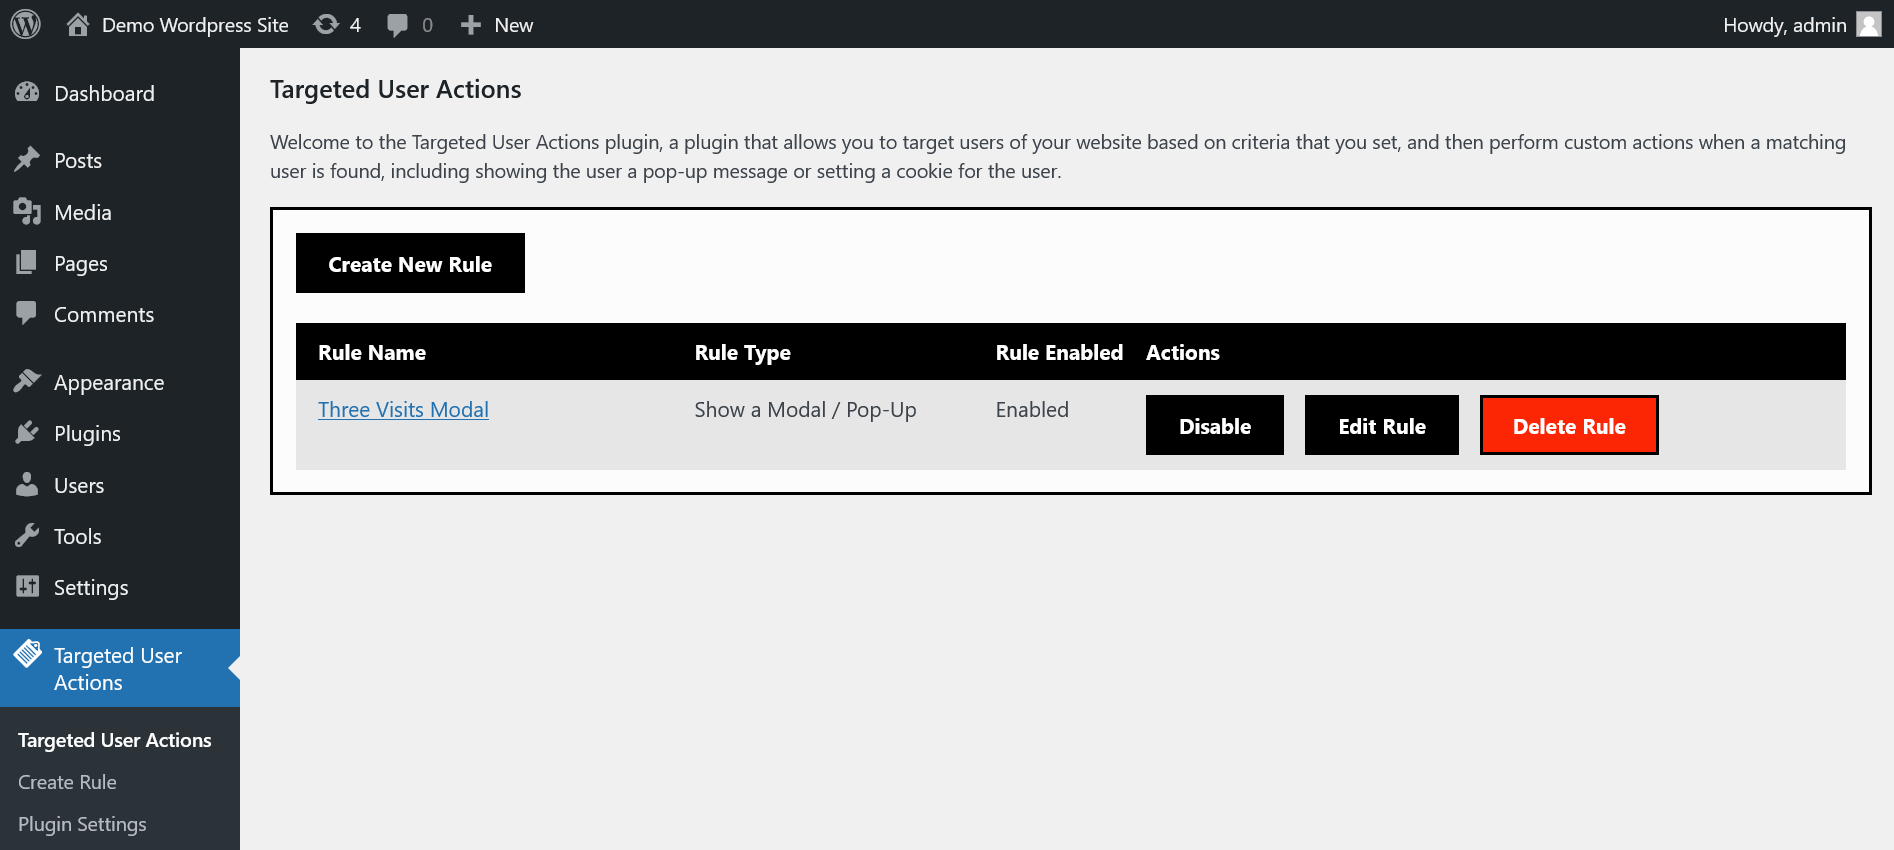 Demo Wordpress Site 4 0 New Howdy, admin
Dashboard
Posts
Media
Pages
Comments
Appearance
Plugins
Users
Tools
Settings
Targeted User
Actions
Targeted User Actions
Create Rule
Plugin Settings
Targeted User Actions
Welcome to the Targeted User Actions plugin, a plugin that allows you to target users of your website based on criteria that you set, and then perform custom actions when a matching
user is found, including showing the user a pop-up message or setting a cookie for the user.
Create New Rule
Rule Name Rule Type Rule Enabled Actions
Three Visits Modal Show a Modal / Pop-Up Enabled Disable Edit Rule Delete Rule